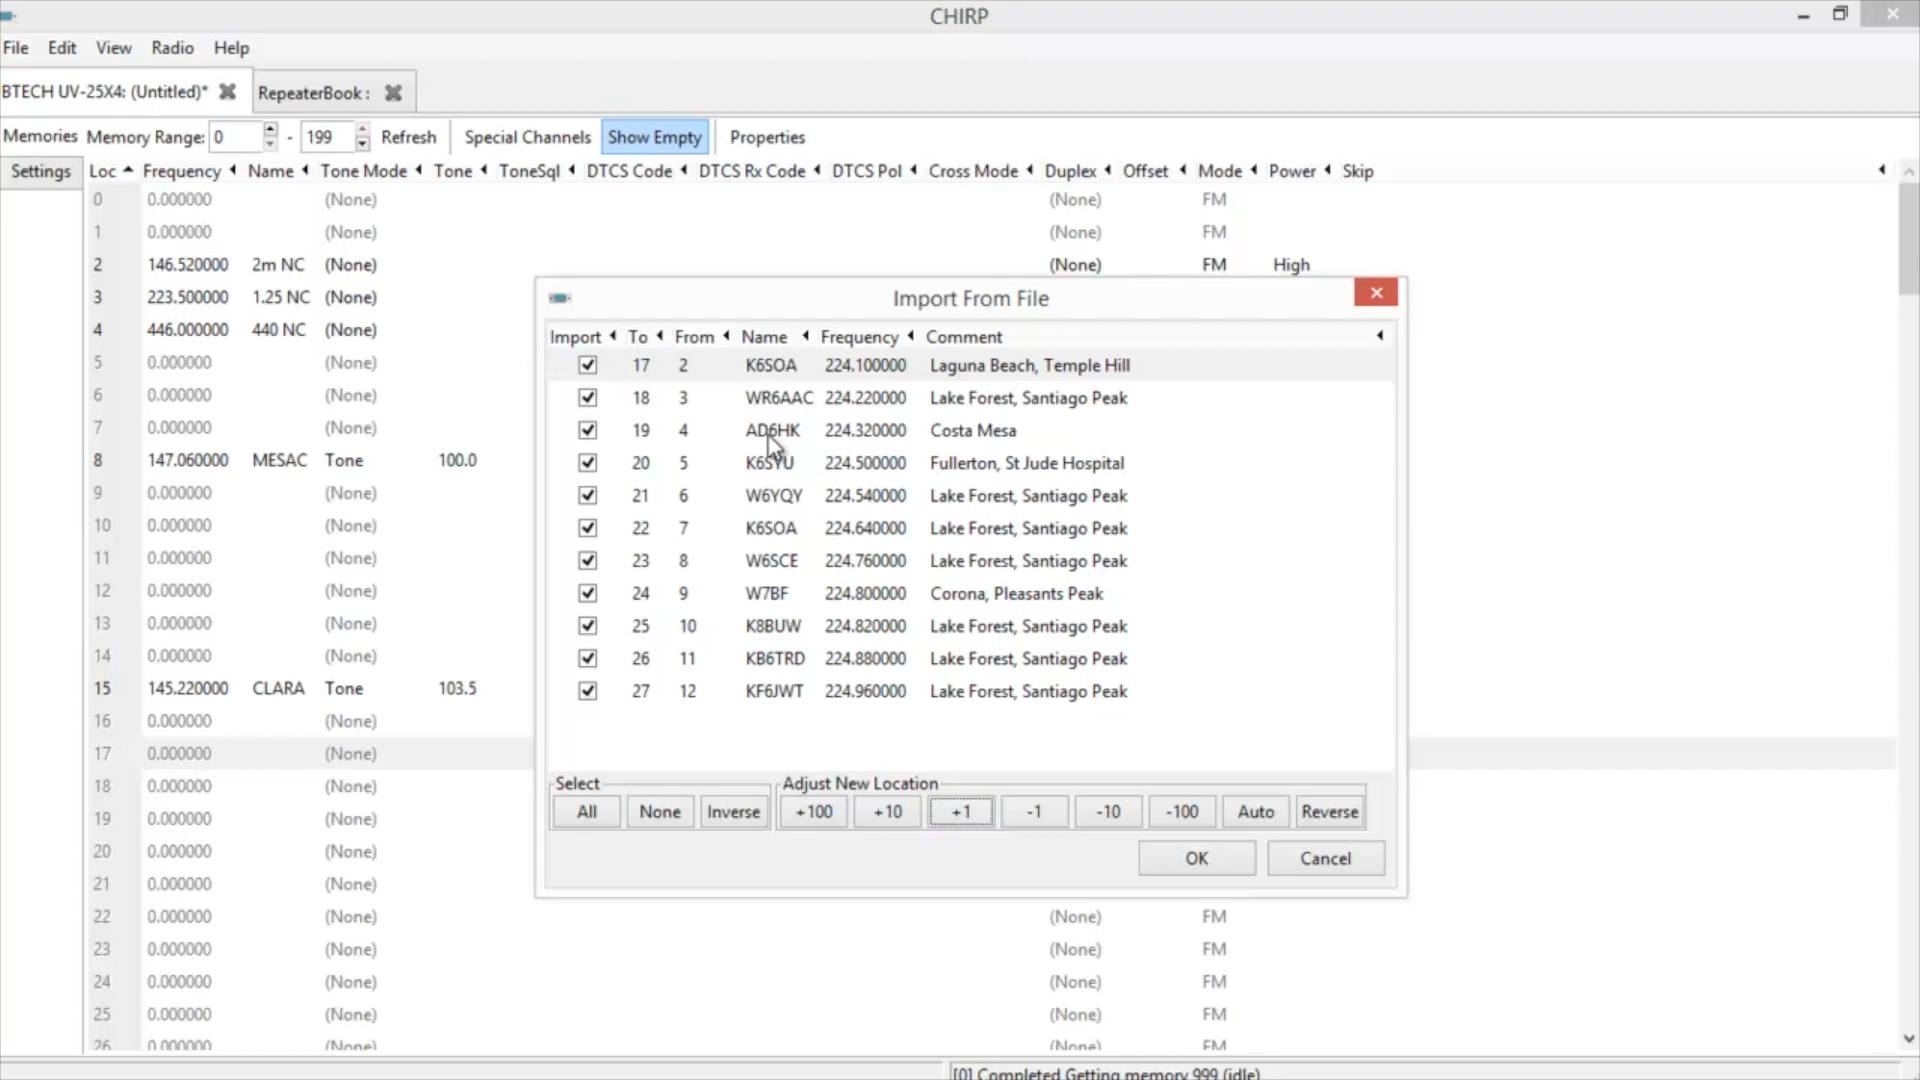 CHIRP
File Edit View Radio Help
BTECH UV-25X4: (Untitled)* RepeaterBook :
Memories Memory Range: 0 - 199 Refresh Special Channels Show Empty Properties
Settings Loc Frequency Name Tone Mode Tone ToneSql DTCS Code DTCS Rx Code DTCS Pol Cross Mode Duplex Offset Mode Power Skip
0 0.000000 (None) (None) FM
1 0.000000 (None) (None) FM
2 146.520000 2m NC (None) (None) FM High
3 223.500000 1.25 NC (None)
4 446.000000 440 NC (None)
5 0.000000 (None)
6 0.000000 (None)
7 0.000000 (None)
8 147.060000 MESAC Tone 100.0
9 0.000000 (None)
10 0.000000 (None)
11 0.000000 (None)
12 0.000000 (None)
13 0.000000 (None)
14 0.000000 (None)
15 145.220000 CLARA Tone 103.5
16 0.000000 (None)
17 0.000000 (None)
18 0.000000 (None)
19 0.000000 (None)
20 0.000000 (None)
21 0.000000 (None)
22 0.000000 (None) (None) FM
23 0.000000 (None) (None) FM
24 0.000000 (None) (None) FM
25 0.000000 (None) (None) FM
26 0.000000 (None) (None) FM
Import From File
Import To From Name Frequency Comment
17 2 K6SOA 224.100000 Laguna Beach, Temple Hill
18 3 WR6AAC 224.220000 Lake Forest, Santiago Peak
19 4 AD6HK 224.320000 Costa Mesa
20 5 K6SYU 224.500000 Fullerton, St Jude Hospital
21 6 W6YQY 224.540000 Lake Forest, Santiago Peak
22 7 K6SOA 224.640000 Lake Forest, Santiago Peak
23 8 W6SCE 224.760000 Lake Forest, Santiago Peak
24 9 W7BF 224.800000 Corona, Pleasants Peak
25 10 K8BUW 224.820000 Lake Forest, Santiago Peak
26 11 KB6TRD 224.880000 Lake Forest, Santiago Peak
27 12 KF6JWT 224.960000 Lake Forest, Santiago Peak
Select Adjust New Location
All None Inverse +100 +10 +1 -1 -10 -100 Auto Reverse
OK Cancel
[0] Completed Getting memory 999 (idle)